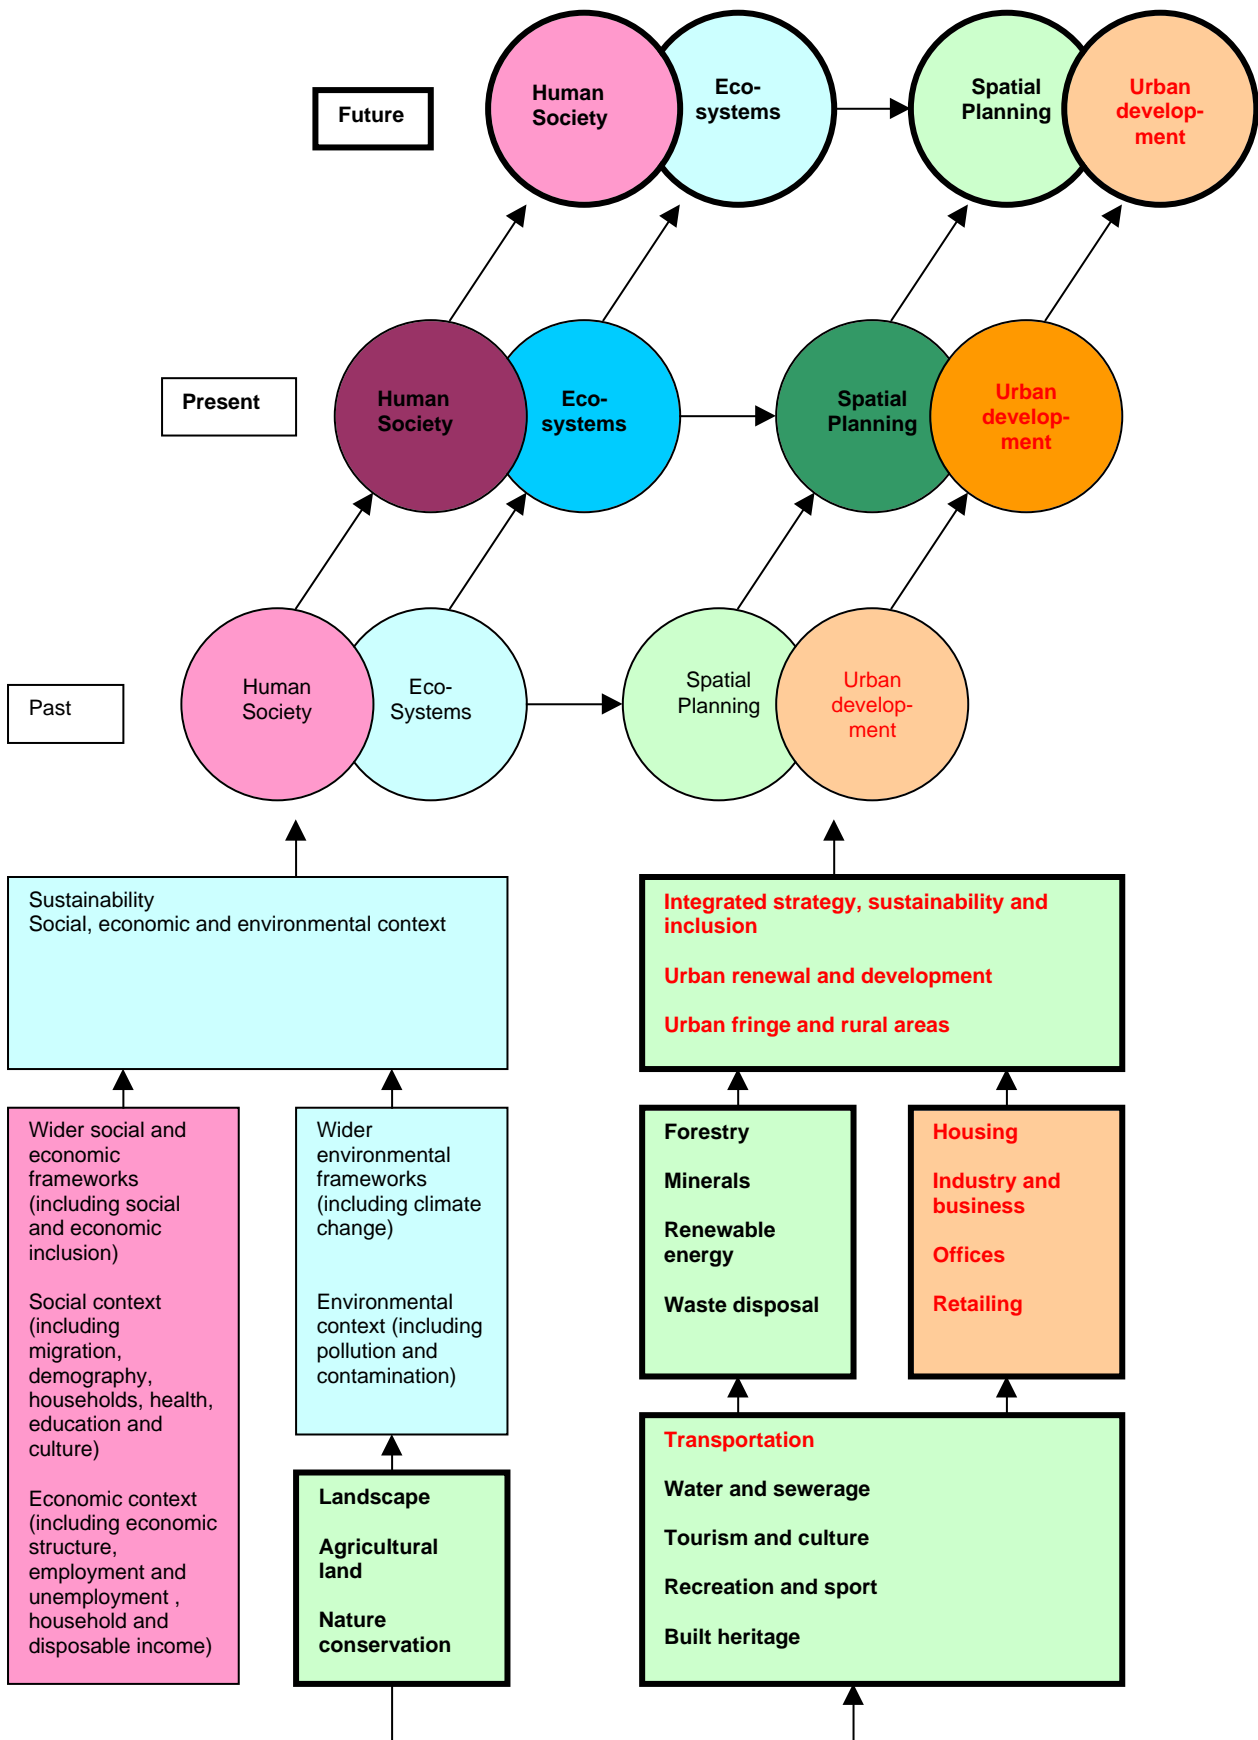 Future
Human
Society
Eco-
systems
Spatial
Planning
Urban
develop-
ment
Present
Human
Society
Eco-
systems
Spatial
Planning
Urban
develop-
ment
Past
Human
Society
Eco-
Systems
Spatial
Planning
Urban
develop-
ment
Sustainability
Social, economic and environmental context
Integrated strategy, sustainability and
inclusion
Urban renewal and development
Urban fringe and rural areas
Wider social and
economic
frameworks
(including social
and economic
inclusion)
Social context
(including
migration,
demography,
households, health,
education and
culture)
Economic context
(including economic
structure,
employment and
unemployment ,
household and
disposable income)
Wider
environmental
frameworks
(including climate
change)
Environmental
context (including
pollution and
contamination)
Landscape
Agricultural
land
Nature
conservation
Forestry
Minerals
Renewable
energy
Waste disposal
Housing
Industry and
business
Offices
Retailing
Transportation
Water and sewerage
Tourism and culture
Recreation and sport
Built heritage